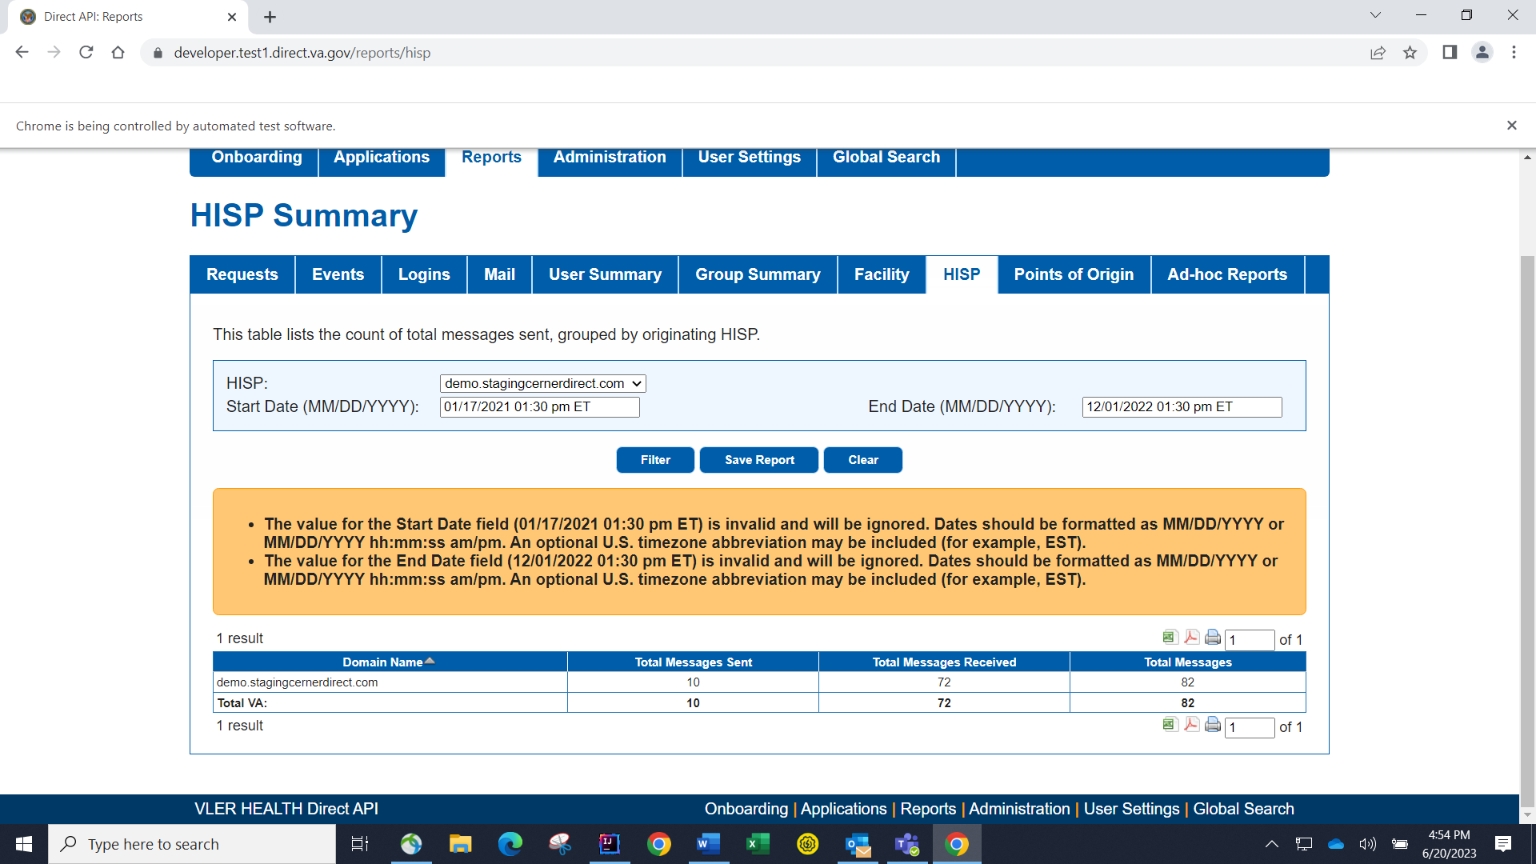 Direct API: Reports
developer.test1.direct.va.gov/reports/hisp
Chrome is being controlled by automated test software.
Onboarding Applications Reports Administration User Settings Global Search
HISP Summary
Requests Events Logins Mail User Summary Group Summary Facility HISP Points of Origin Ad-hoc Reports
This table lists the count of total messages sent, grouped by originating HISP.
HISP: demo.stagingcernerdirect.com
Start Date (MM/DD/YYYY): 01/17/2021 01:30 pm ET End Date (MM/DD/YYYY): 12/01/2022 01:30 pm ET
Filter Save Report Clear
• The value for the Start Date field (01/17/2021 01:30 pm ET) is invalid and will be ignored. Dates should be formatted as MM/DD/YYYY or
MM/DD/YYYY hh:mm:ss am/pm. An optional U.S. timezone abbreviation may be included (for example, EST).
• The value for the End Date field (12/01/2022 01:30 pm ET) is invalid and will be ignored. Dates should be formatted as MM/DD/YYYY or
MM/DD/YYYY hh:mm:ss am/pm. An optional U.S. timezone abbreviation may be included (for example, EST).
1 result 1 of 1
Domain Name Total Messages Sent Total Messages Received Total Messages
demo.stagingcernerdirect.com 10 72 82
Total VA: 10 72 82
1 result 1 of 1
VLER HEALTH Direct API Onboarding | Applications | Reports | Administration | User Settings | Global Search
Type here to search
4:54 PM
6/20/2023